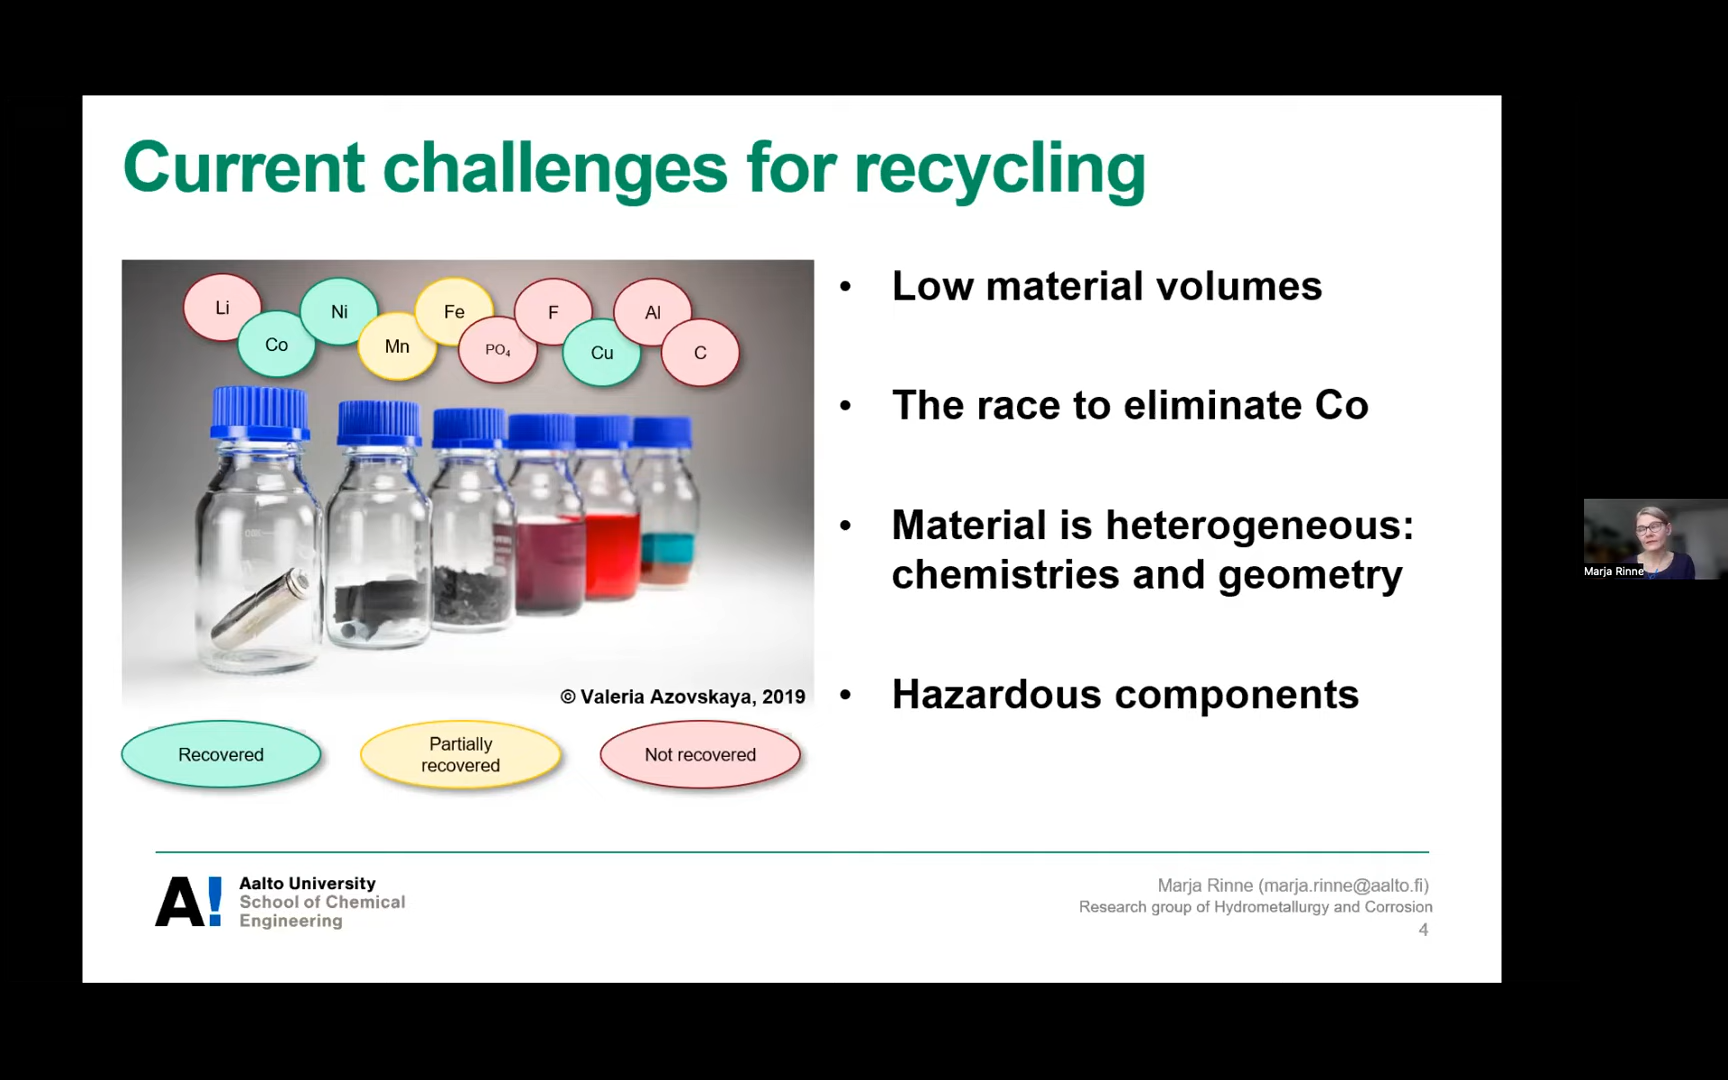 Current challenges for recycling
Li
Co
Ni
Mn
Fe
PO₄
F
Cu
Al
C
© Valeria Azovskaya, 2019
Recovered
Partially
recovered
Not recovered
• Low material volumes
• The race to eliminate Co
• Material is heterogeneous:
chemistries and geometry
• Hazardous components
A!
Aalto University
School of Chemical
Engineering
Marja Rinne (marja.rinne@aalto.fi)
Research group of Hydrometallurgy and Corrosion
4
Marja Rinne